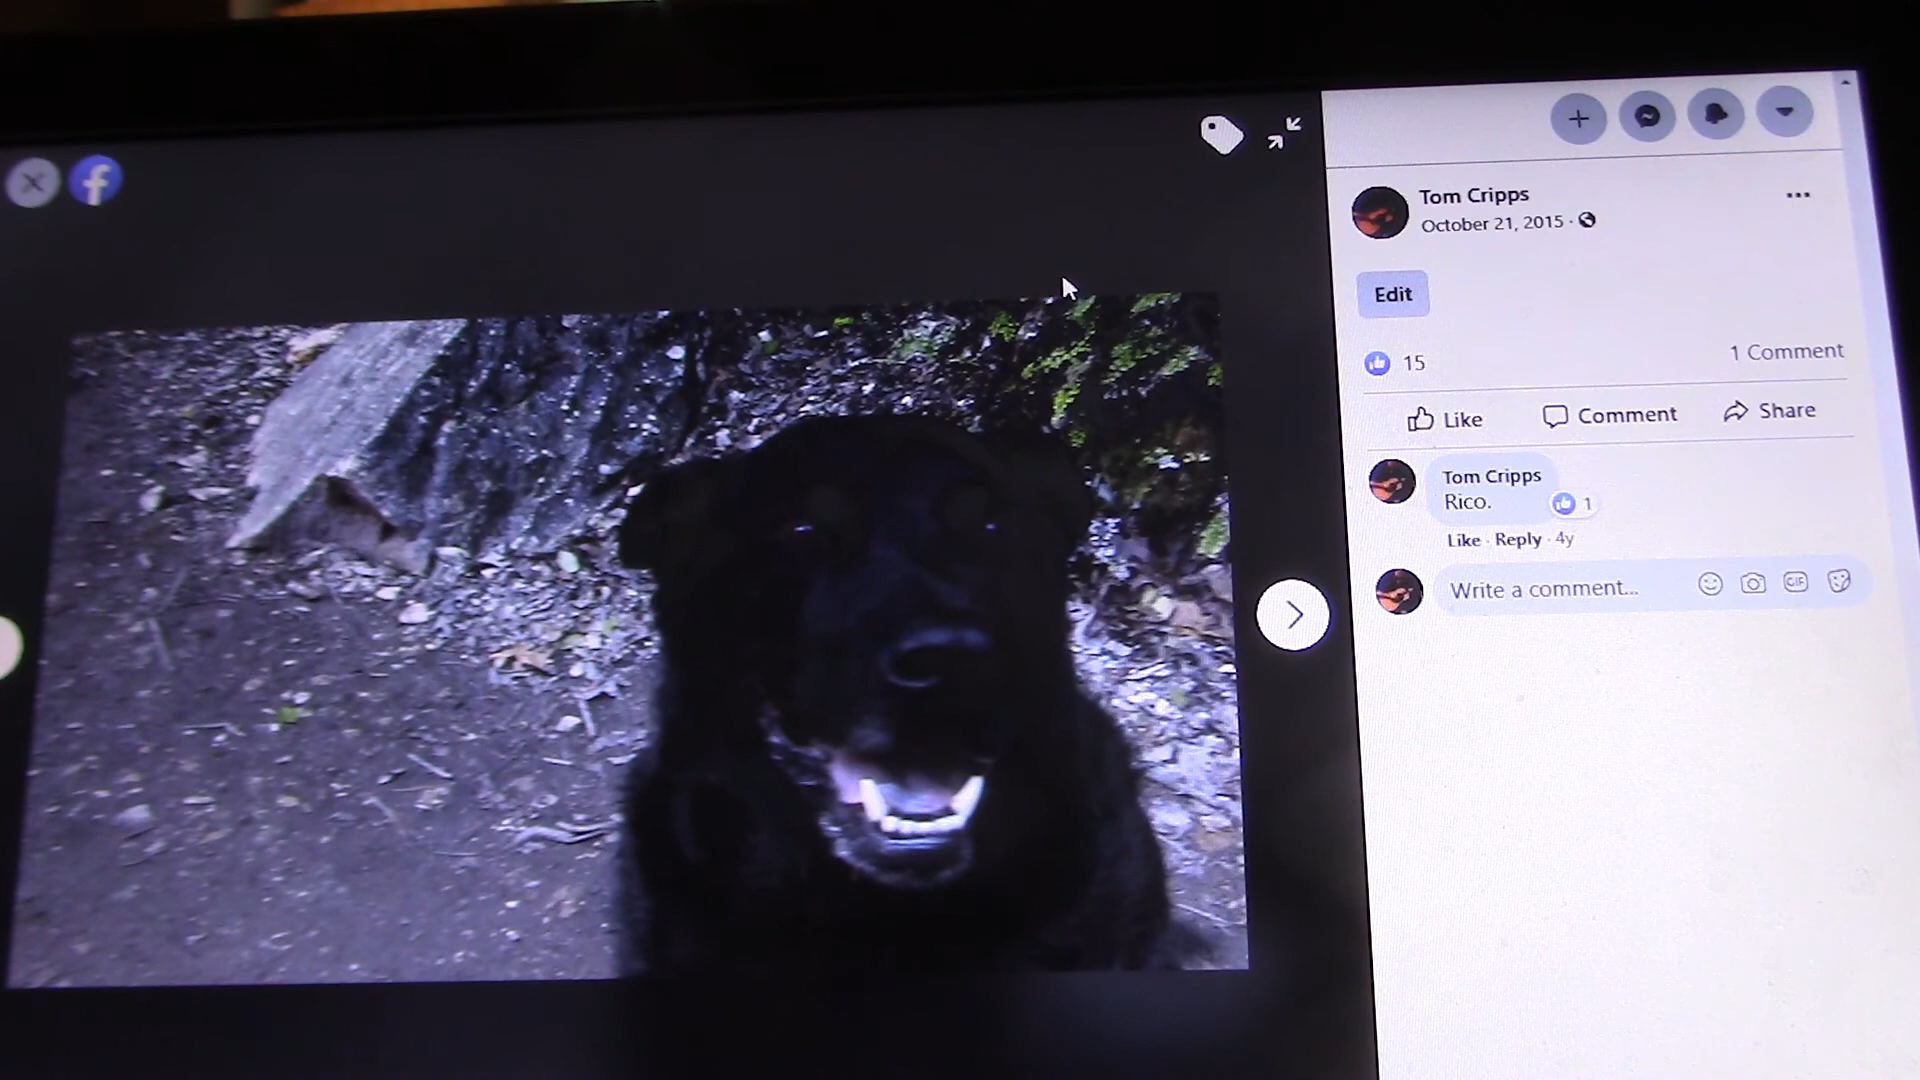 Tom Cripps
October 21, 2015 ·
Edit
15 1 Comment
Like Comment Share
Tom Cripps
Rico.
1
Like · Reply · 4y
Write a comment...
GIF